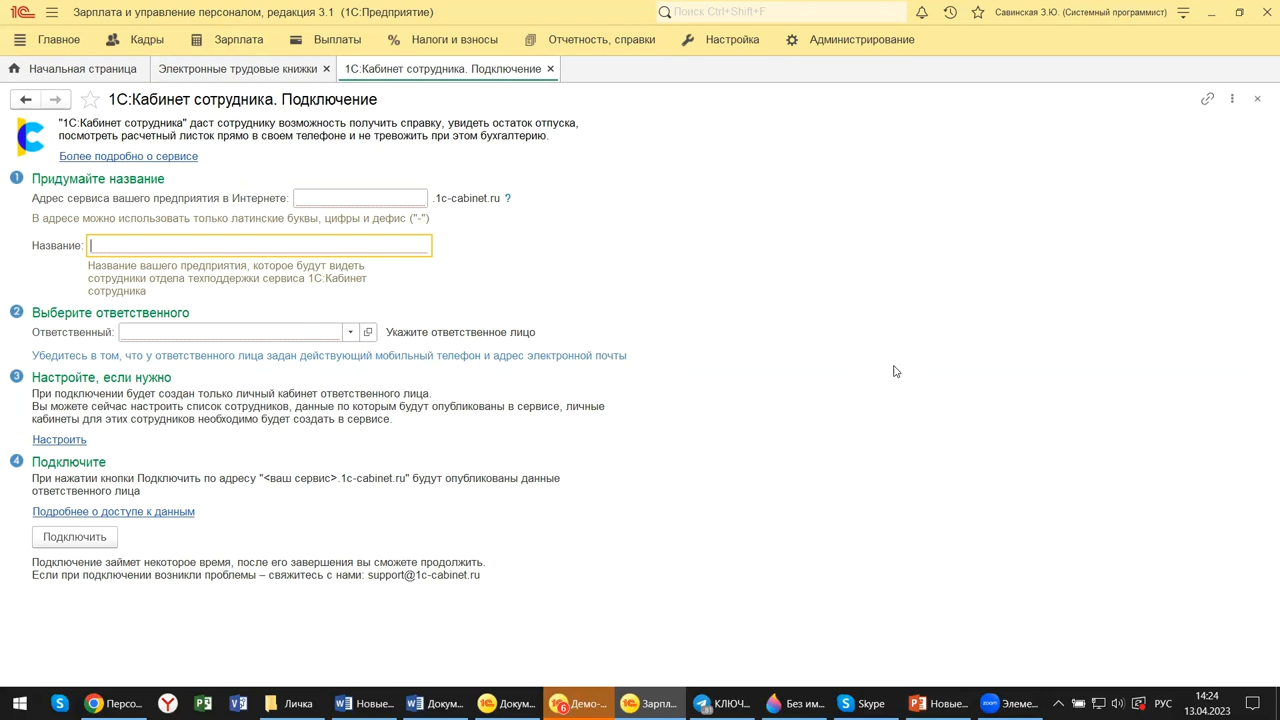 Зарплата и управление персоналом, редакция 3.1 (1С:Предприятие)
Поиск Ctrl+Shift+F
Савинская З.Ю. (Системный программист)
Главное
Кадры
Зарплата
Выплаты
Налоги и взносы
Отчетность, справки
Настройка
Администрирование
Начальная страница
Электронные трудовые книжки ×
1С:Кабинет сотрудника. Подключение ×
1С:Кабинет сотрудника. Подключение
"1С:Кабинет сотрудника" даст сотруднику возможность получить справку, увидеть остаток отпуска,
посмотреть расчетный листок прямо в своем телефоне и не тревожить при этом бухгалтерию.
Более подробно о сервисе
1 Придумайте название
Адрес сервиса вашего предприятия в Интернете: .1c-cabinet.ru ?
В адресе можно использовать только латинские буквы, цифры и дефис ("-")
Название:
Название вашего предприятия, которое будут видеть
сотрудники отдела техподдержки сервиса 1С:Кабинет
сотрудника
2 Выберите ответственного
Ответственный: Укажите ответственное лицо
Убедитесь в том, что у ответственного лица задан действующий мобильный телефон и адрес электронной почты
3 Настройте, если нужно
При подключении будет создан только личный кабинет ответственного лица.
Вы можете сейчас настроить список сотрудников, данные по которым будут опубликованы в сервисе, личные
кабинеты для этих сотрудников необходимо будет создать в сервисе.
Настроить
4 Подключите
При нажатии кнопки Подключить по адресу "<ваш сервис>.1c-cabinet.ru" будут опубликованы данные
ответственного лица
Подробнее о доступе к данным
Подключить
Подключение займет некоторое время, после его завершения вы сможете продолжить.
Если при подключении возникли проблемы – свяжитесь с нами: support@1c-cabinet.ru
Персо...
Личка
Новые...
Докум...
Докум...
Демо-...
Зарпл...
КЛЮЧ...
Без им...
Skype
Новые...
Элеме...
РУС
14:24
13.04.2023